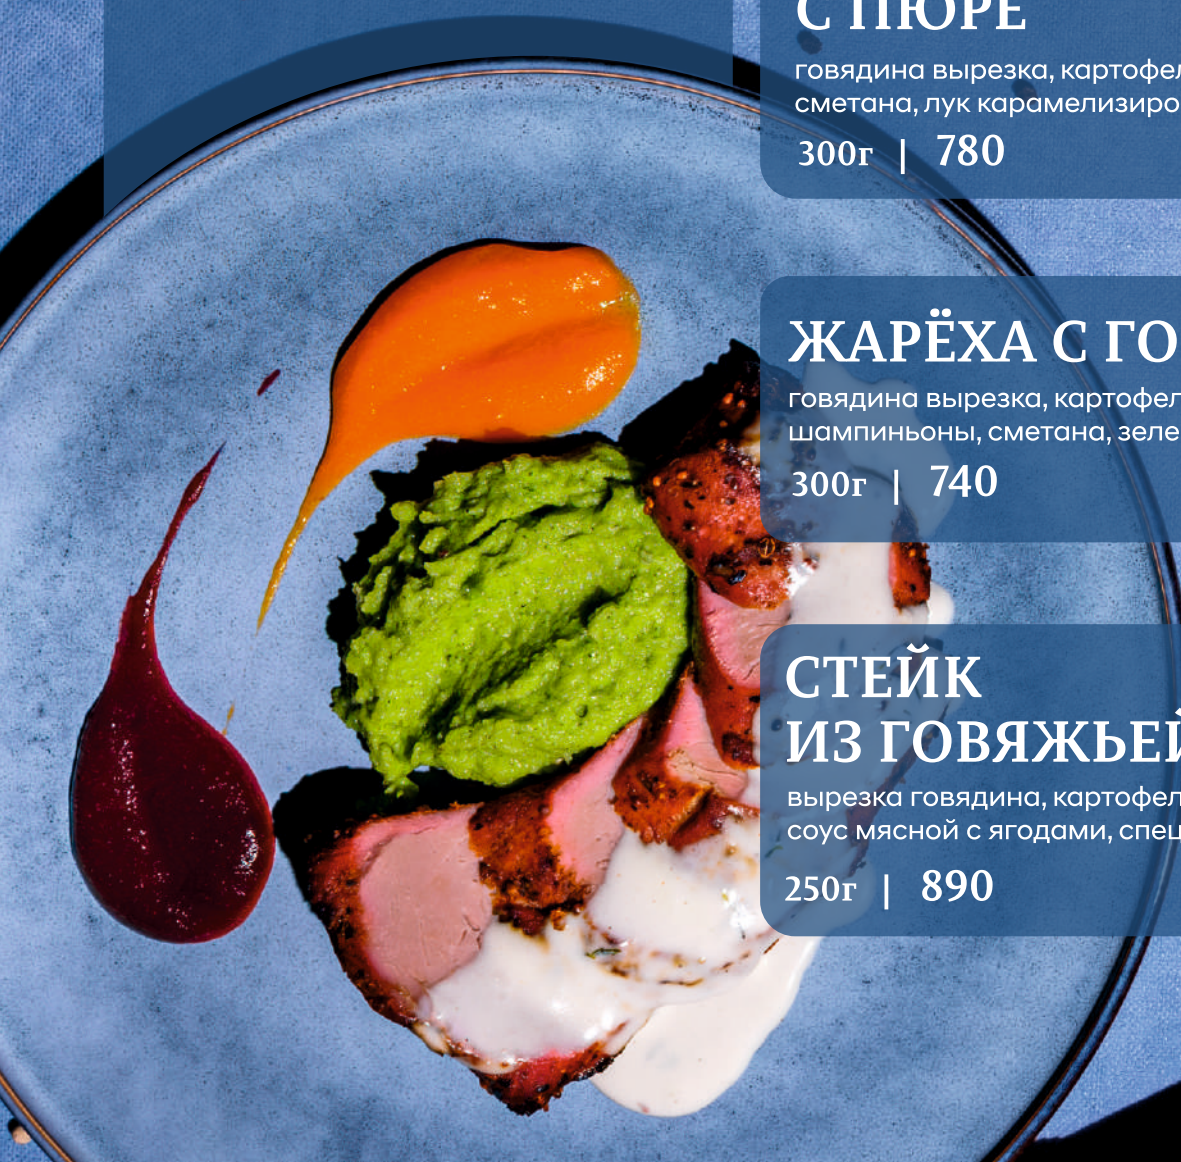 С ПЮРЕ
говядина вырезка, картофел
сметана, лук карамелизиро
300г | 780
ЖАРЁХА С ГО
говядина вырезка, картофел
шампиньоны, сметана, зеле
300г | 740
СТЕЙК
ИЗ ГОВЯЖЬЕЙ
вырезка говядина, картофел
соус мясной с ягодами, спец
250г | 890